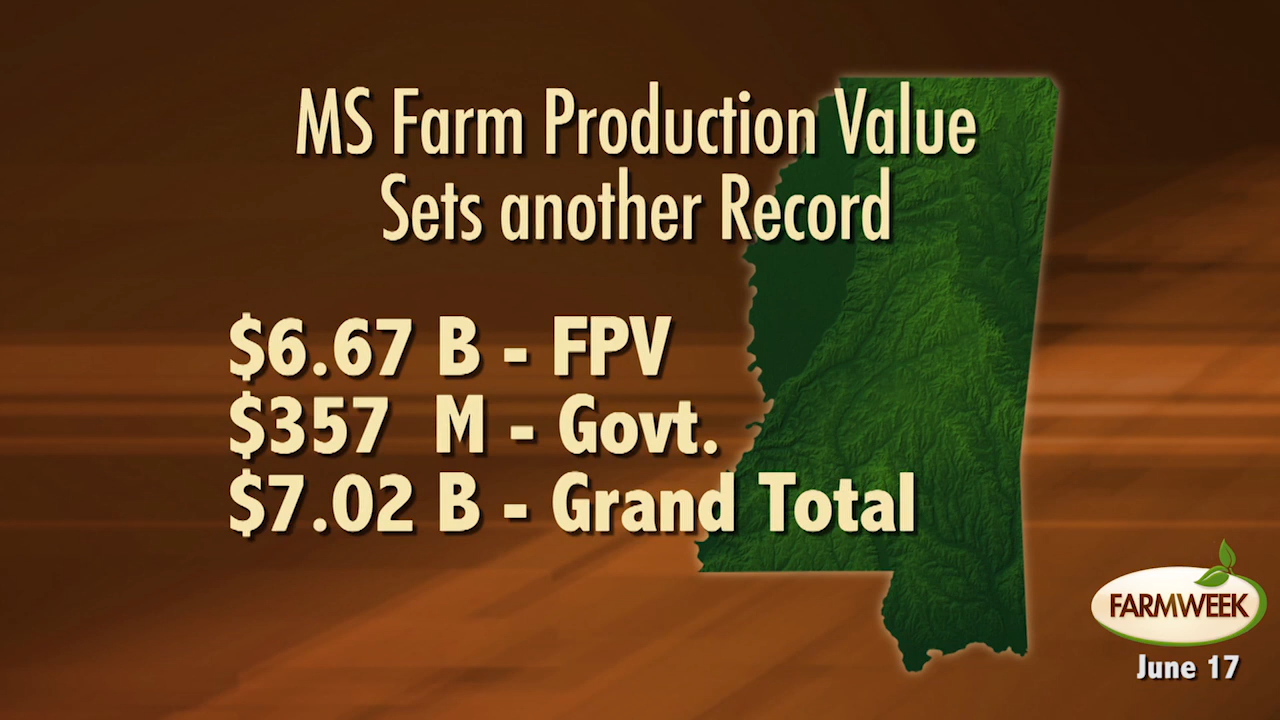 MS Farm Production Value
Sets another Record
$6.67 B - FPV
$357 M - Govt.
$7.02 B - Grand Total
FARMWEEK
June 17